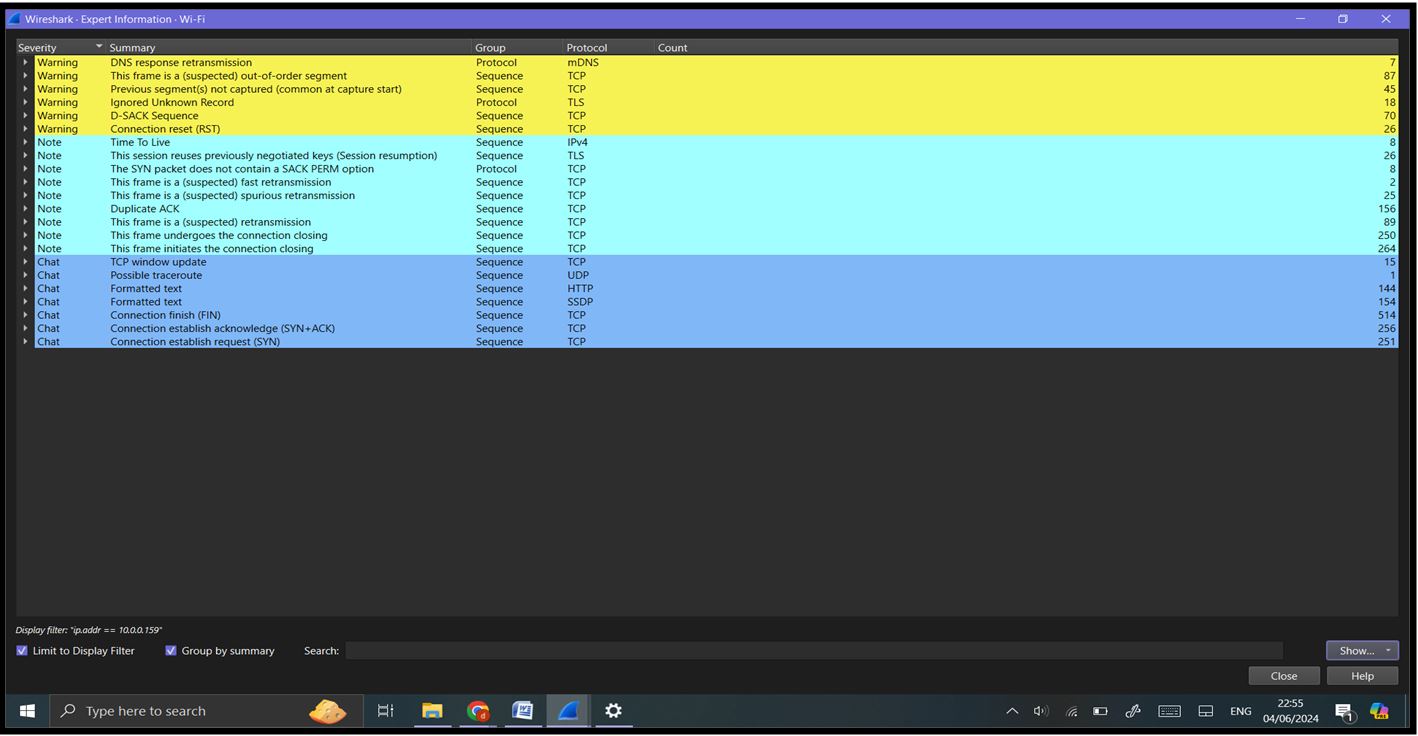 Wireshark · Expert Information · Wi-Fi
Severity Summary Group Protocol Count
Warning DNS response retransmission Protocol mDNS 7
Warning This frame is a (suspected) out-of-order segment Sequence TCP 87
Warning Previous segment(s) not captured (common at capture start) Sequence TCP 45
Warning Ignored Unknown Record Protocol TLS 18
Warning D-SACK Sequence Sequence TCP 70
Warning Connection reset (RST) Sequence TCP 26
Note Time To Live Sequence IPv4 8
Note This session reuses previously negotiated keys (Session resumption) Sequence TLS 26
Note The SYN packet does not contain a SACK PERM option Protocol TCP 8
Note This frame is a (suspected) fast retransmission Sequence TCP 2
Note This frame is a (suspected) spurious retransmission Sequence TCP 25
Note Duplicate ACK Sequence TCP 156
Note This frame is a (suspected) retransmission Sequence TCP 89
Note This frame undergoes the connection closing Sequence TCP 250
Note This frame initiates the connection closing Sequence TCP 264
Chat TCP window update Sequence TCP 15
Chat Possible traceroute Sequence UDP 1
Chat Formatted text Sequence HTTP 144
Chat Formatted text Sequence SSDP 154
Chat Connection finish (FIN) Sequence TCP 514
Chat Connection establish acknowledge (SYN+ACK) Sequence TCP 256
Chat Connection establish request (SYN) Sequence TCP 251
Display filter: "ip.addr == 10.0.0.159"
Limit to Display Filter Group by summary Search: Show...
Close Help
Type here to search ENG 22:55
04/06/2024 1